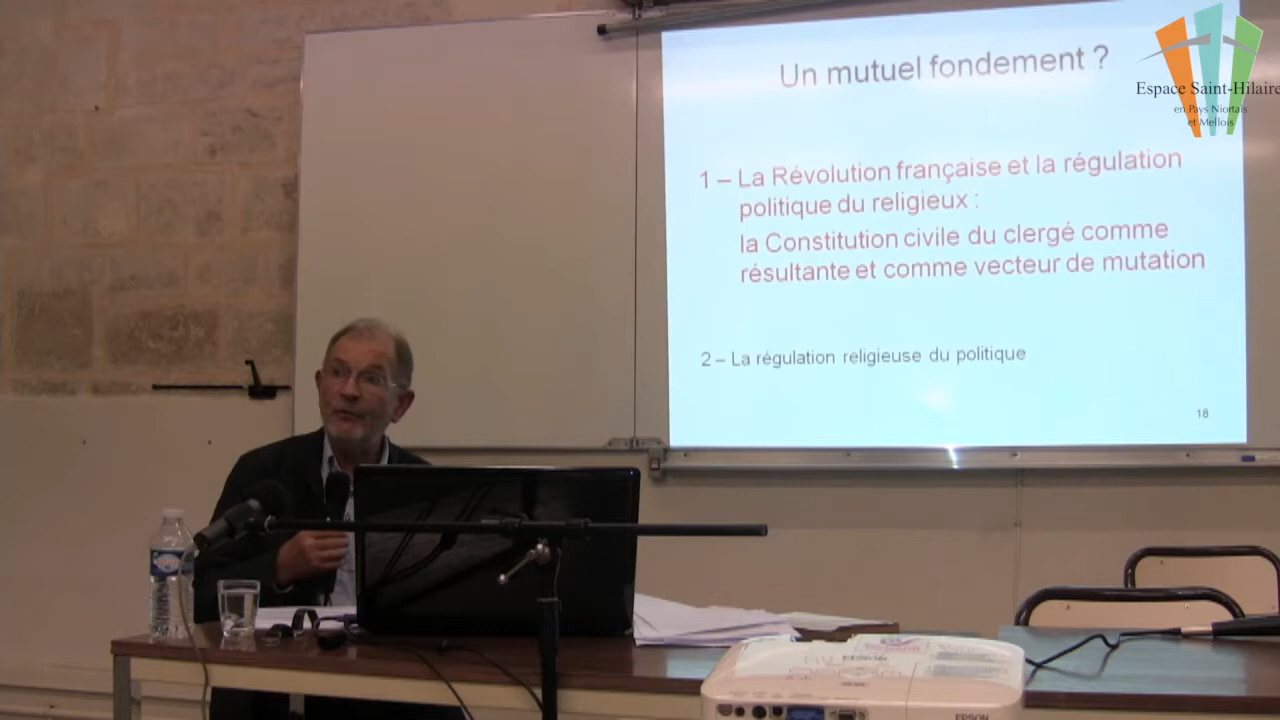 Un mutuel fondement ?
Espace Saint-Hilaire
en Pays Niortais
et Mellois
1 – La Révolution française et la régulation
politique du religieux :
la Constitution civile du clergé comme
résultante et comme vecteur de mutation
2 – La régulation religieuse du politique
18
EPSON